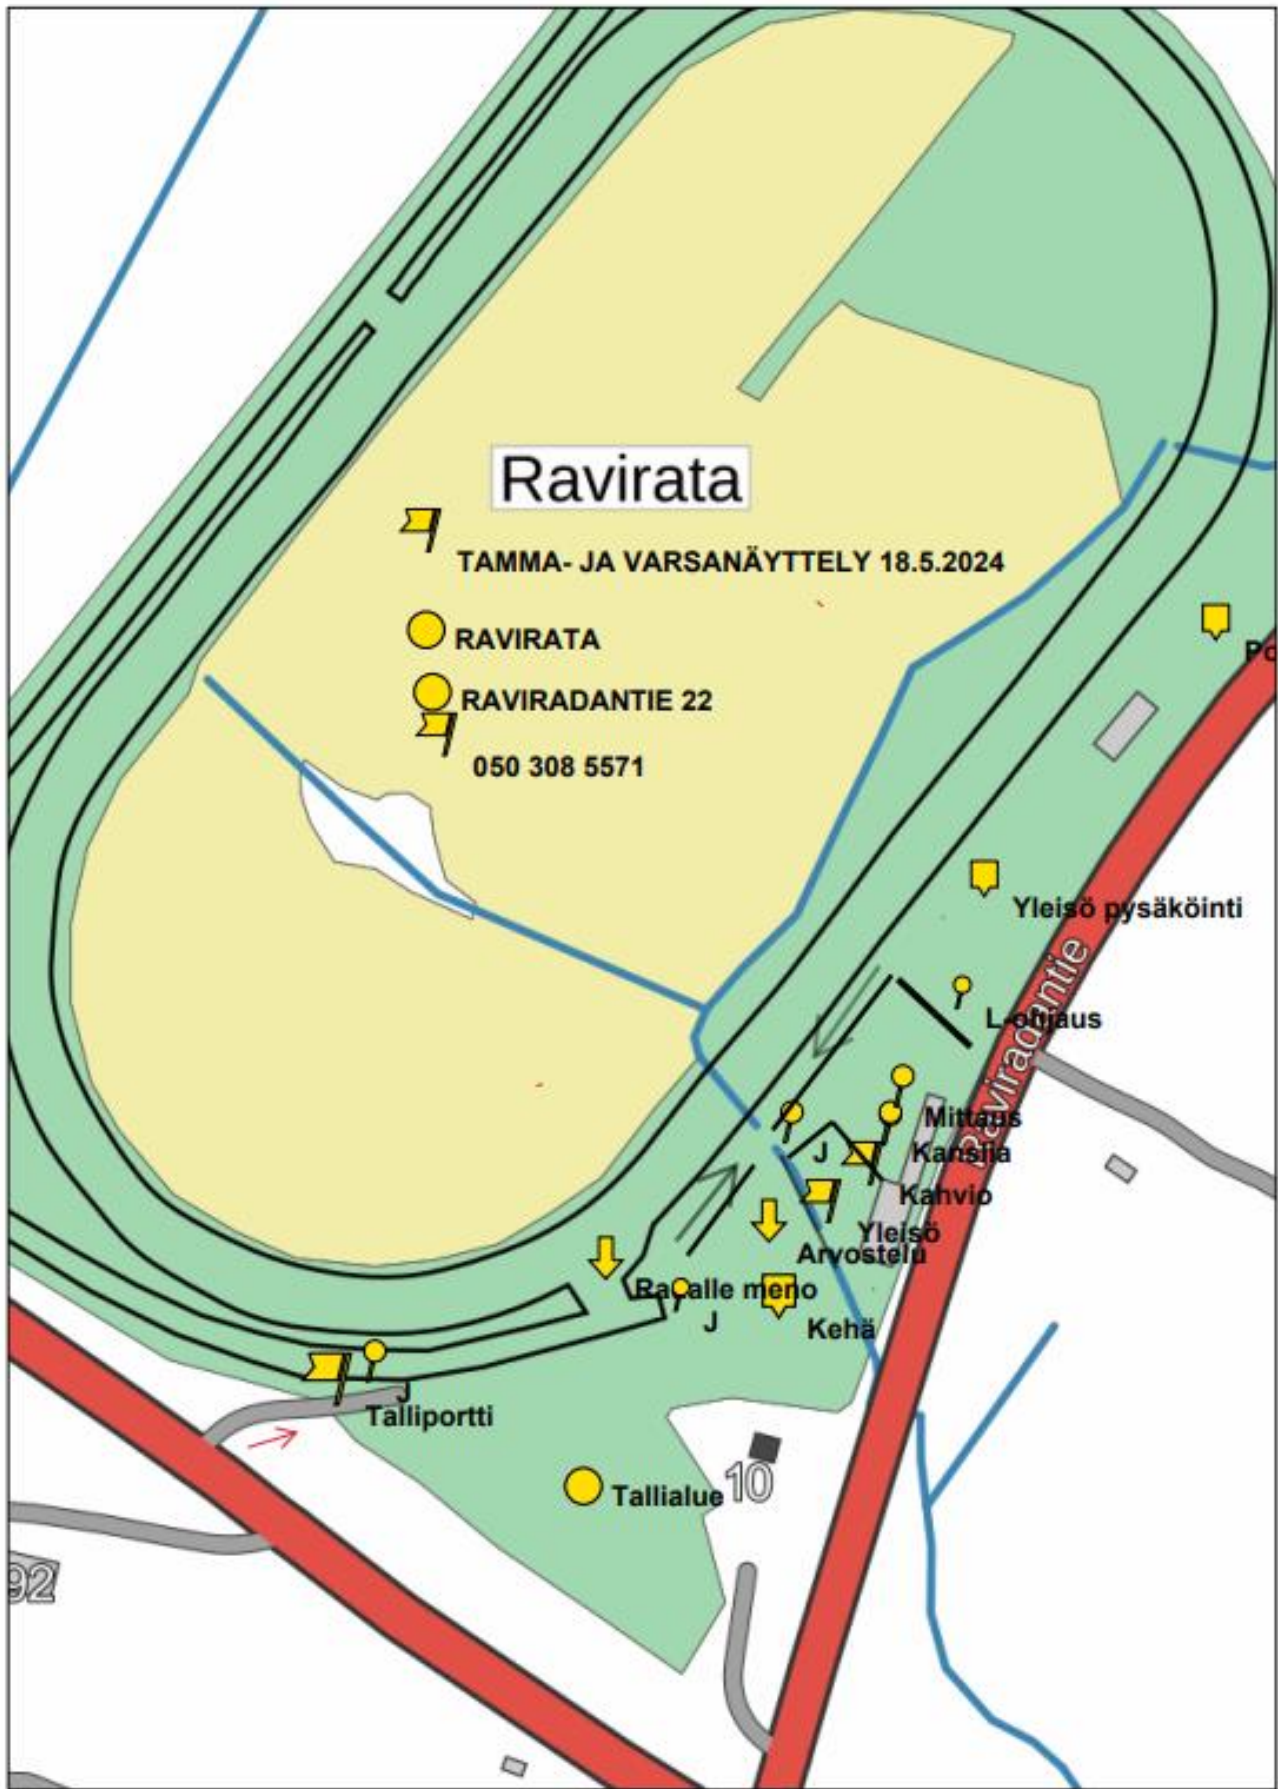 Ravirata
TAMMA- JA VARSANÄYTTELY 18.5.2024
RAVIRATA
RAVIRADANTIE 22
050 308 5571
Po
Yleisö pysäköinti
Raviradantie
L-ohjaus
Mittaus
J
Kanslia
Kahvio
Yleisö
Arvostelu
Radalle meno
J
Kehä
J
Talliportti
10
Tallialue
92